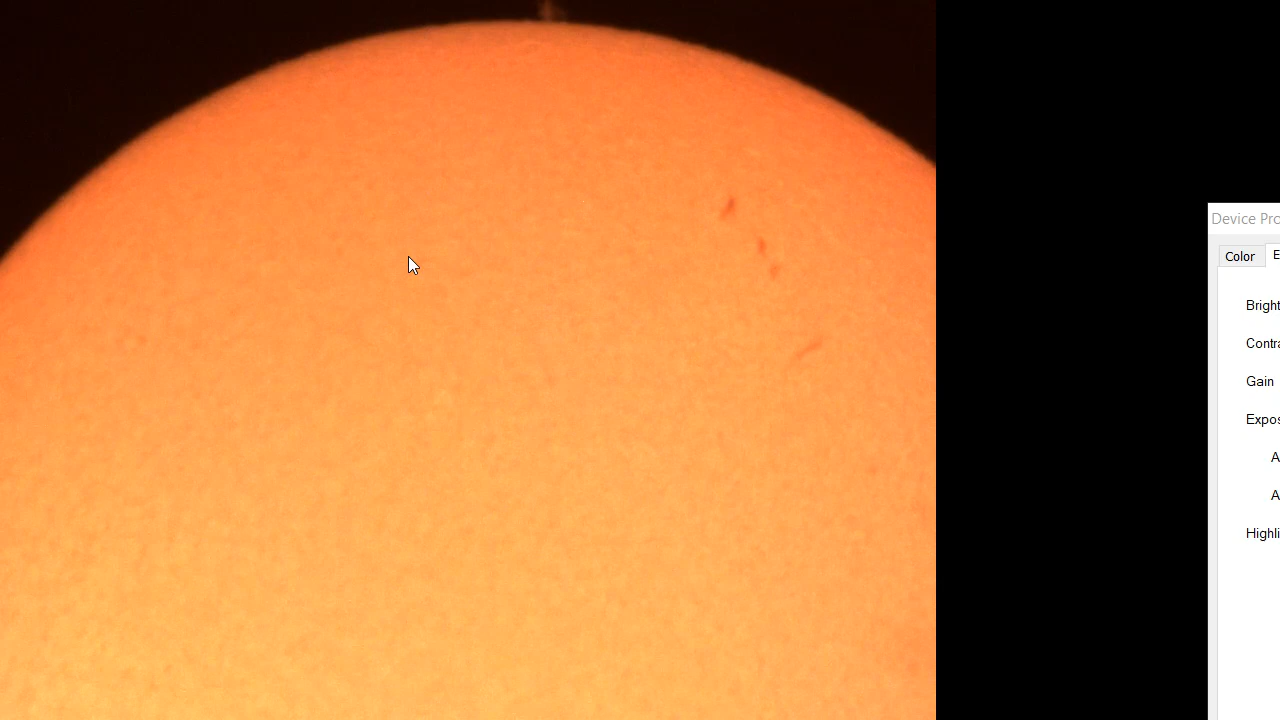 Device Pro
Color E
Bright
Contra
Gain
Expos
A
A
Highli